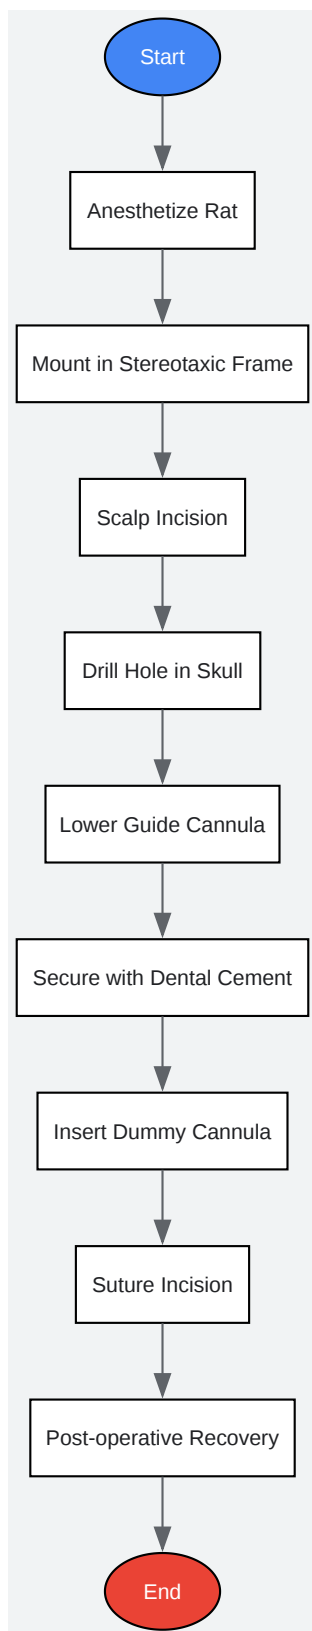 Start
Anesthetize Rat
Mount in Stereotaxic Frame
Scalp Incision
Drill Hole in Skull
Lower Guide Cannula
Secure with Dental Cement
Insert Dummy Cannula
Suture Incision
Post-operative Recovery
End